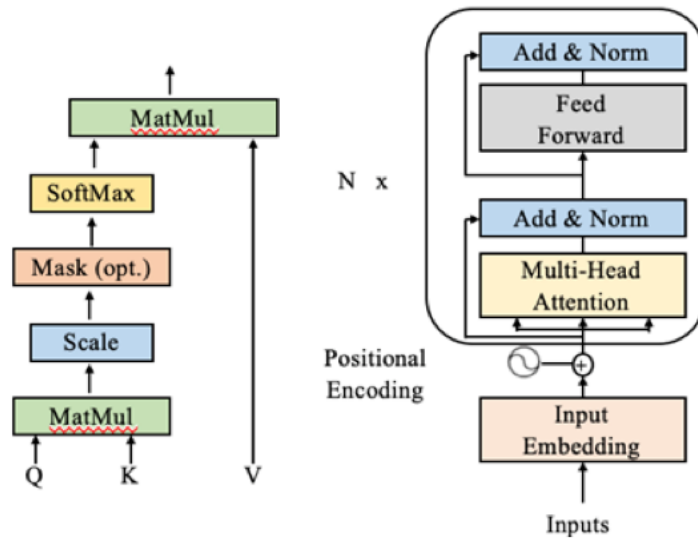 MatMul
SoftMax
Mask (opt.)
Scale
MatMul
Q K V
Add & Norm
Feed
Forward
N x
Add & Norm
Multi-Head
Attention
Positional
Encoding
+
Input
Embedding
Inputs